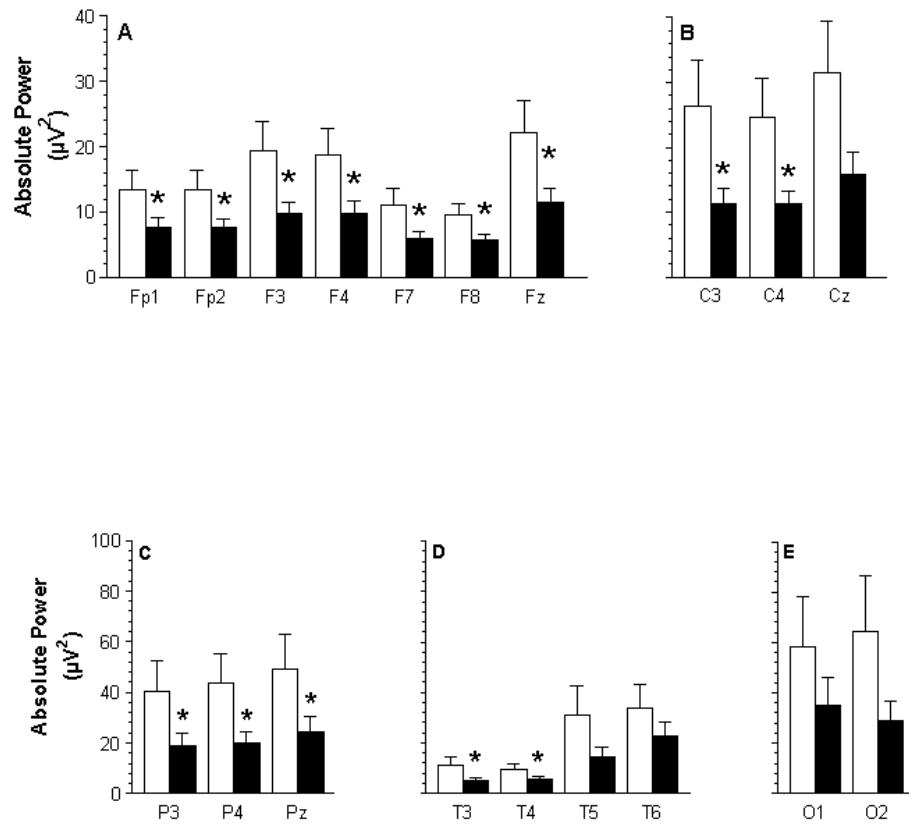 A
40
30
20
10
0
Absolute Power
(µV²)
* * * * * * *
Fp1 Fp2 F3 F4 F7 F8 Fz
B
* *
C3 C4 Cz
C
100
80
60
40
20
0
Absolute Power
(µV²)
* * *
P3 P4 Pz
D
* *
T3 T4 T5 T6
E
O1 O2